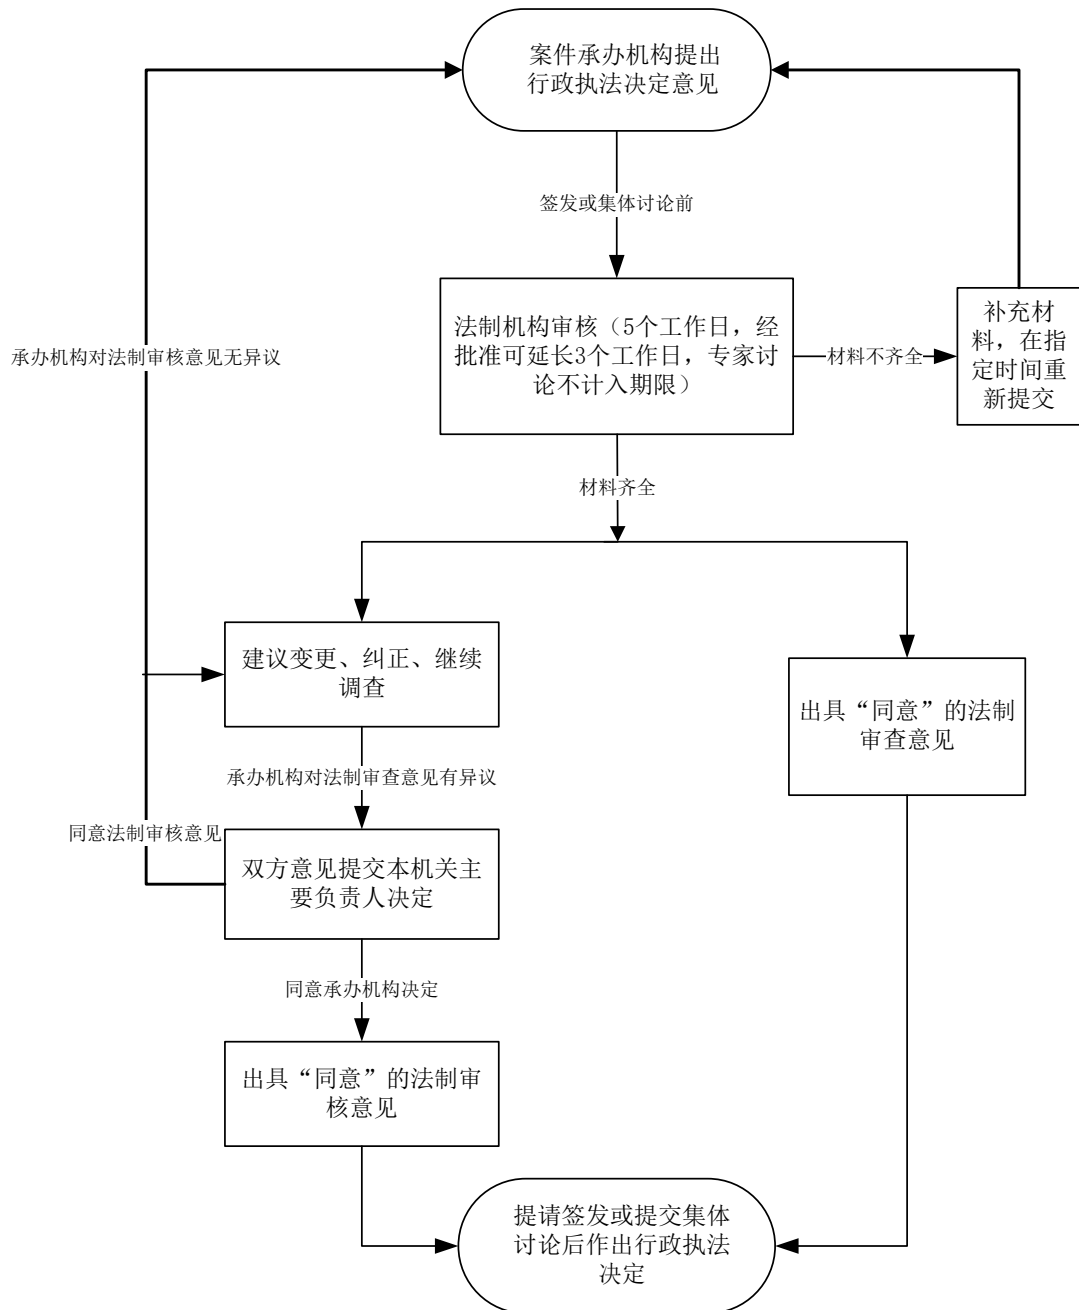 案件承办机构提出
行政执法决定意见
签发或集体讨论前
法制机构审核（5个工作日，经
批准可延长3个工作日，专家讨
论不计入期限）
材料不齐全
补充材
料，在指
定时间重
新提交
承办机构对法制审核意见无异议
材料齐全
建议变更、纠正、继续
调查
出具“同意”的法制
审查意见
承办机构对法制审查意见有异议
同意法制审核意见
双方意见提交本机关主
要负责人决定
同意承办机构决定
出具“同意”的法制审
核意见
提请签发或提交集体
讨论后作出行政执法
决定